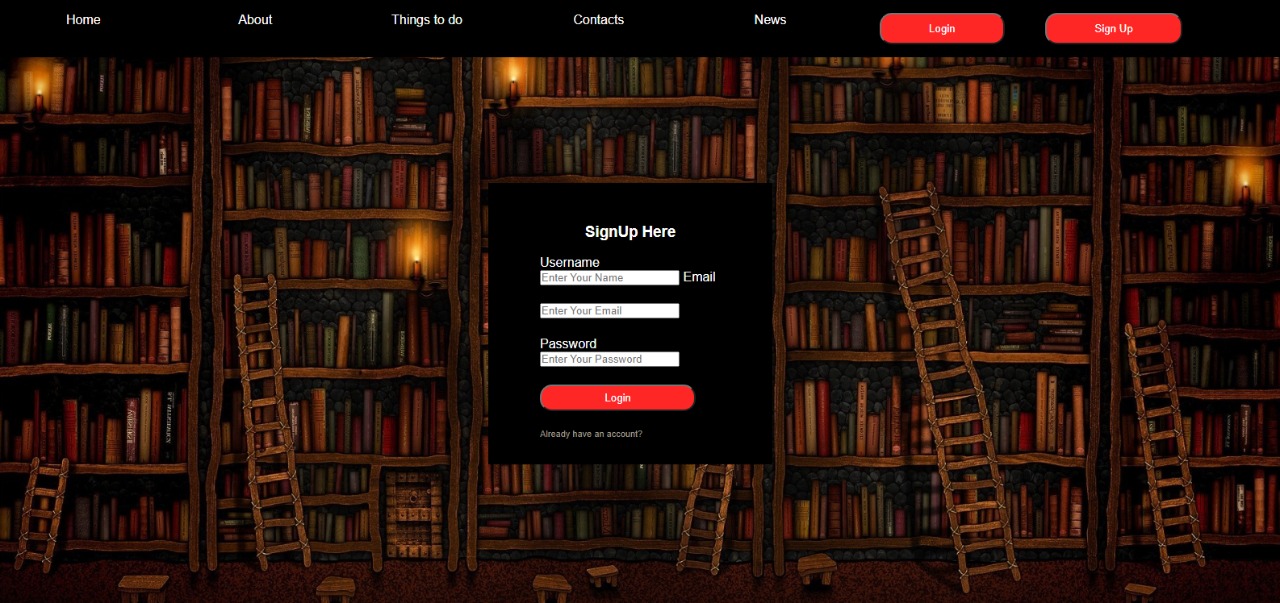 Home About Things to do Contacts News Login Sign Up
SignUp Here
Username
Enter Your Name Email
Enter Your Email
Password
Enter Your Password
Login
Already have an account?